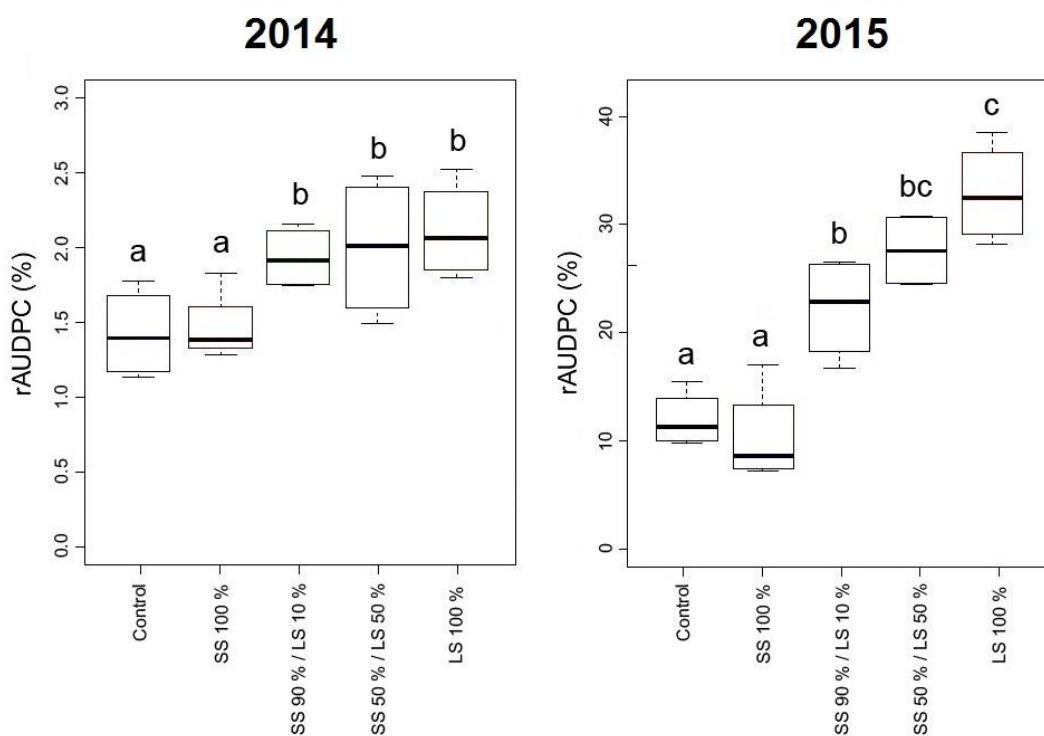 2014
rAUDPC (%)
3.0
2.5
2.0
1.5
1.0
0.5
0.0
a
a
b
b
b
Control
SS 100 %
SS 90 % / LS 10 %
SS 50 % / LS 50 %
LS 100 %
2015
rAUDPC (%)
40
30
20
10
0
a
a
b
bc
c
Control
SS 100 %
SS 90 % / LS 10 %
SS 50 % / LS 50 %
LS 100 %